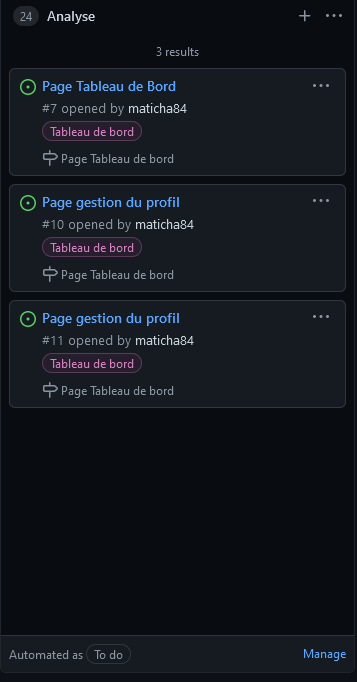 24 Analyse
3 results
Page Tableau de Bord
#7 opened by maticha84
Tableau de bord
Page Tableau de bord
Page gestion du profil
#10 opened by maticha84
Tableau de bord
Page Tableau de bord
Page gestion du profil
#11 opened by maticha84
Tableau de bord
Page Tableau de bord
Automated as To do Manage